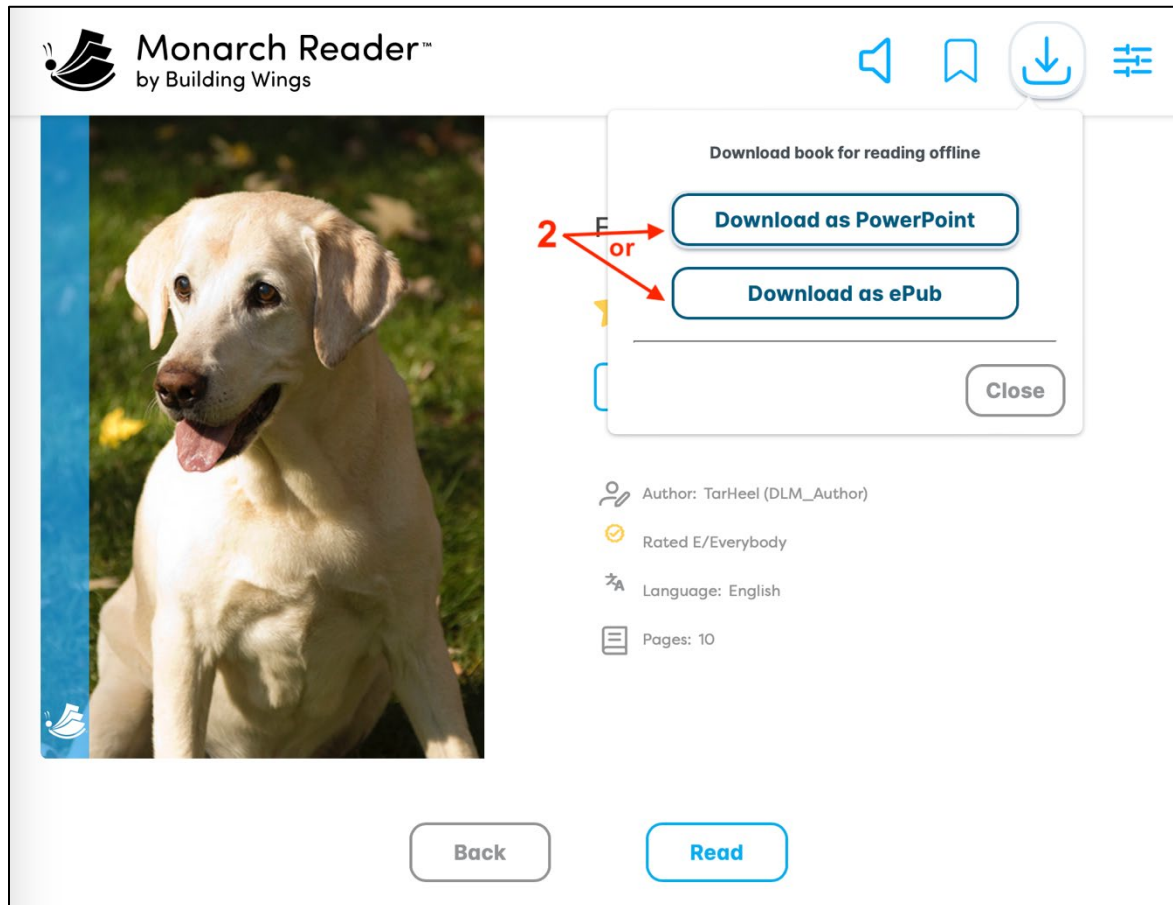 Monarch Reader™
by Building Wings
Download book for reading offline
2
or
Download as PowerPoint
Download as ePub
Close
Author: TarHeel (DLM_Author)
Rated E/Everybody
Language: English
Pages: 10
Back
Read